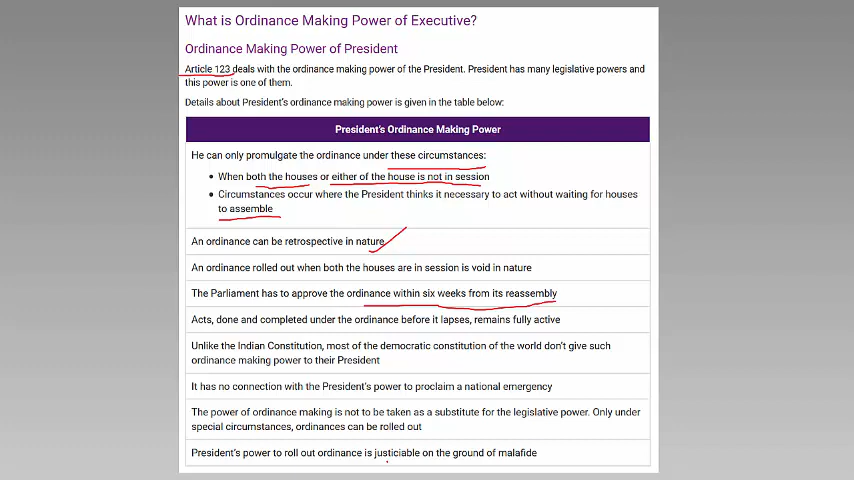 What is Ordinance Making Power of Executive?
Ordinance Making Power of President
Article 123 deals with the ordinance making power of the President. President has many legislative powers and
this power is one of them.
Details about President's ordinance making power is given in the table below:
President's Ordinance Making Power
He can only promulgate the ordinance under these circumstances:
• When both the houses or either of the house is not in session
• Circumstances occur where the President thinks it necessary to act without waiting for houses
to assemble
An ordinance can be retrospective in nature
An ordinance rolled out when both the houses are in session is void in nature
The Parliament has to approve the ordinance within six weeks from its reassembly
Acts, done and completed under the ordinance before it lapses, remains fully active
Unlike the Indian Constitution, most of the democratic constitution of the world don't give such
ordinance making power to their President
It has no connection with the President's power to proclaim a national emergency
The power of ordinance making is not to be taken as a substitute for the legislative power. Only under
special circumstances, ordinances can be rolled out
President's power to roll out ordinance is justiciable on the ground of malafide